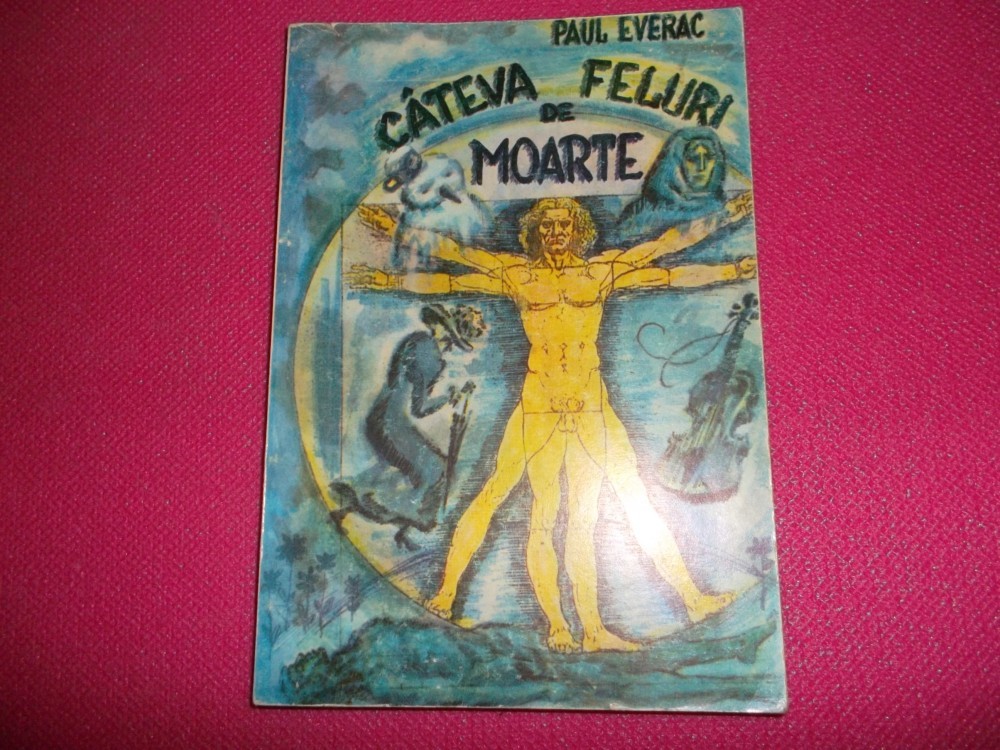 PAUL EVERAC
CÂTEVA FELURI
DE
MOARTE